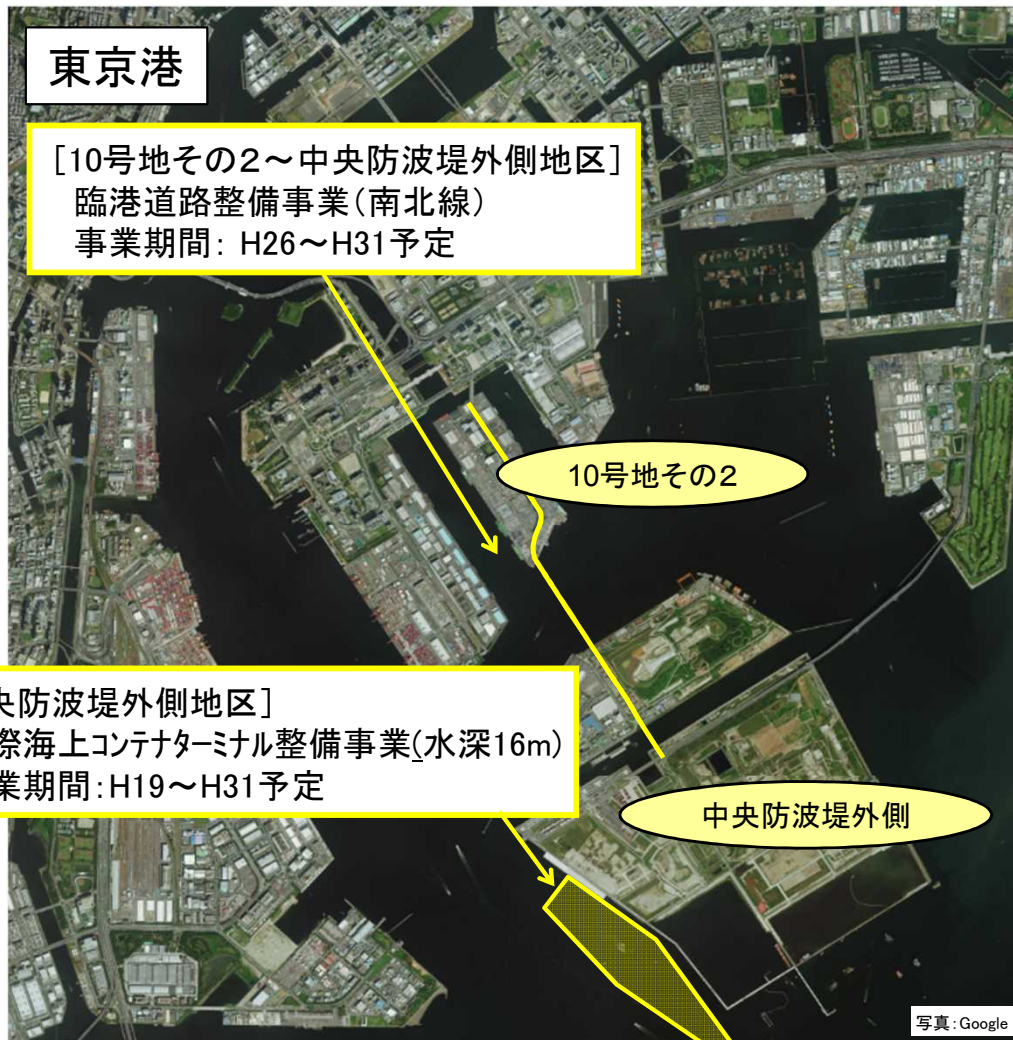 東京港
[10号地その2~中央防波堤外側地区]
臨港道路整備事業(南北線)
事業期間: H26~H31予定
10号地その2
央防波堤外側地区]
際海上コンテナターミナル整備事業(水深16m)
業期間:H19~H31予定
中央防波堤外側
写真:Google